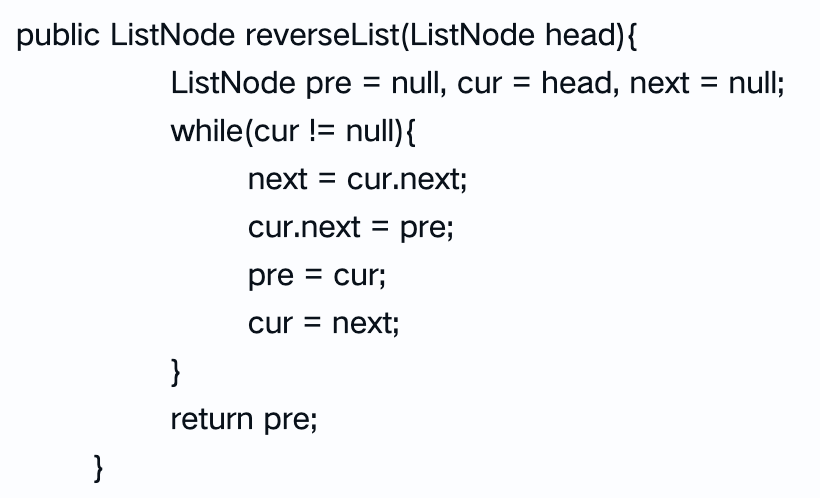 public ListNode reverseList(ListNode head){
ListNode pre = null, cur = head, next = null;
while(cur != null){
next = cur.next;
cur.next = pre;
pre = cur;
cur = next;
}
return pre;
}